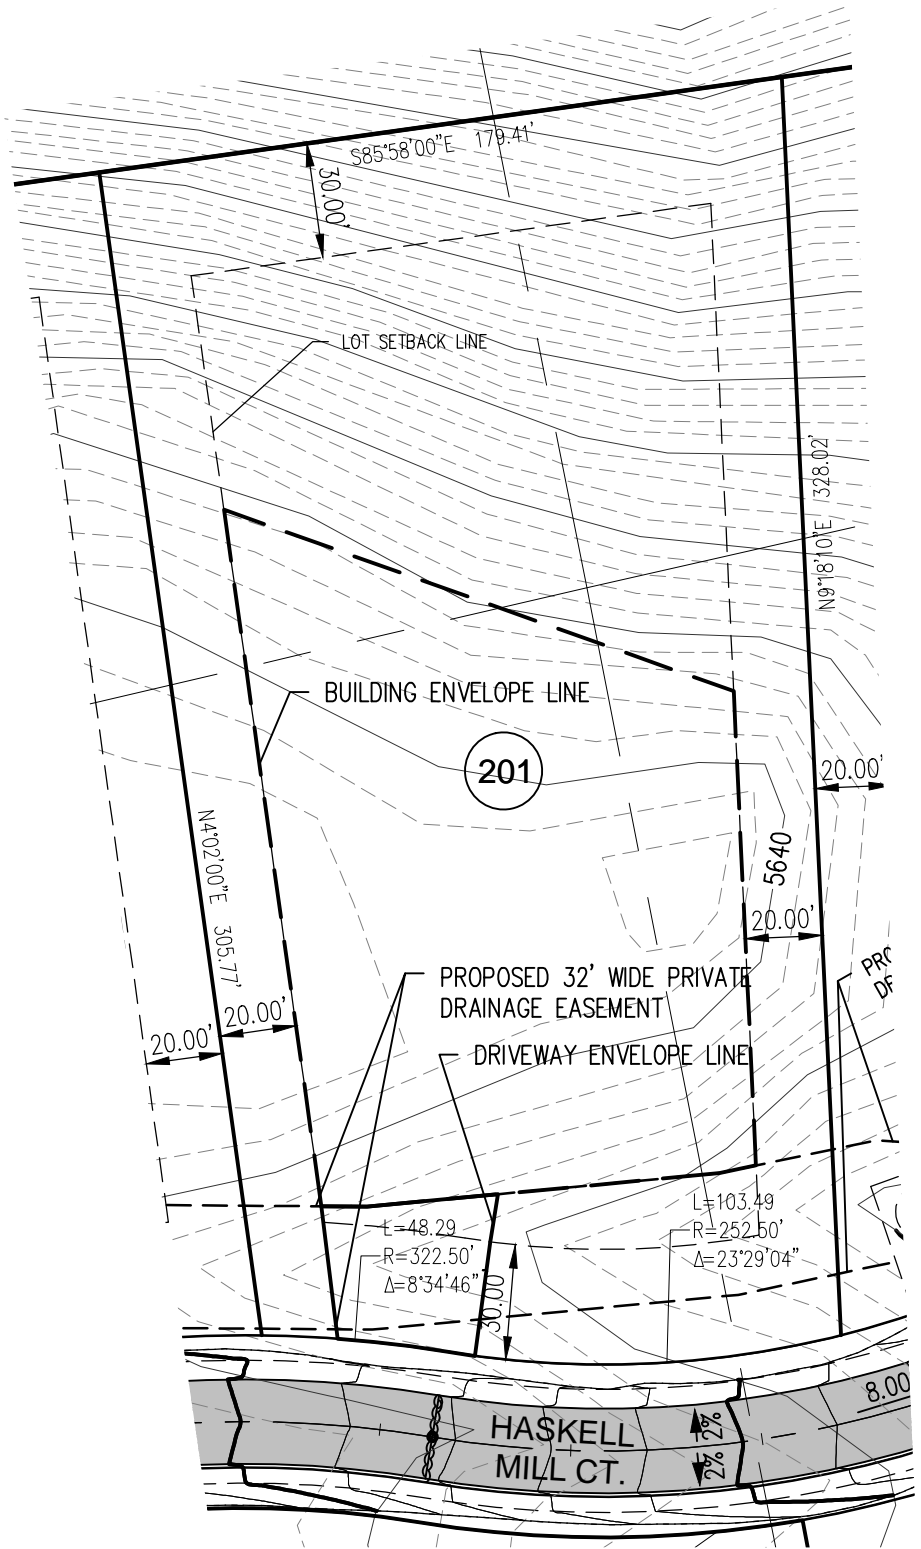 S85°58'00"E 179.41'
30.00'
LOT SETBACK LINE
N9°18'10"E 328.02'
BUILDING ENVELOPE LINE
201
20.00'
N4°02'00"E 305.77'
5640
20.00'
PROPOSED 32' WIDE PRIVATE
DRAINAGE EASEMENT
20.00'
20.00'
DRIVEWAY ENVELOPE LINE
L=48.29
R=322.50'
Δ=8°34'46"
30.00
L=103.49
R=252.50'
Δ=23°29'04"
8.00
HASKELL
MILL CT.
2% 2%